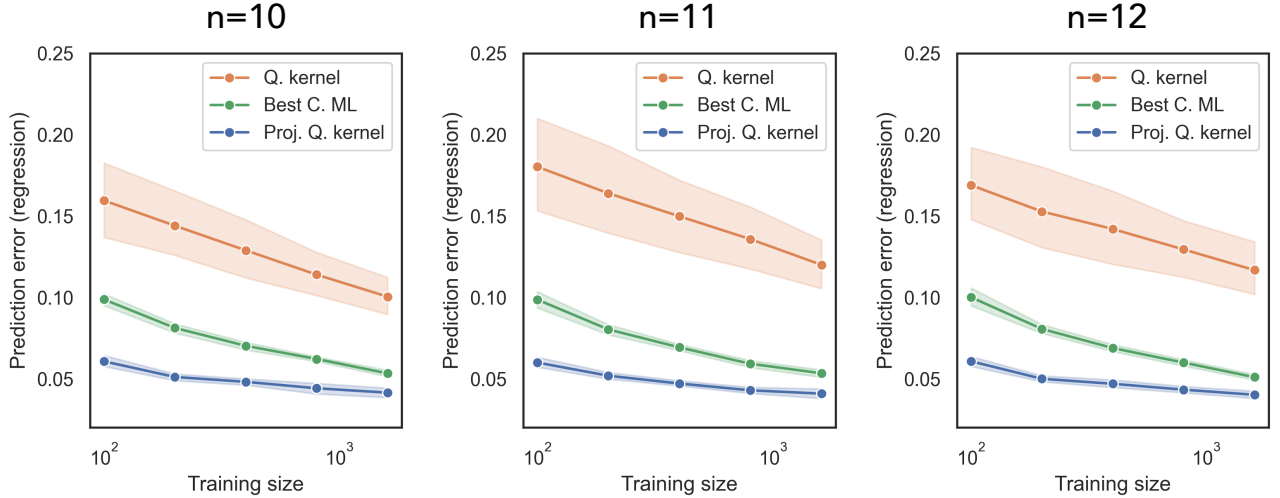 n=10
0.25
0.20
0.15
0.10
0.05
Prediction error (regression)
Q. kernel
Best C. ML
Proj. Q. kernel
10²
10³
Training size
n=11
0.25
0.20
0.15
0.10
0.05
Prediction error (regression)
Q. kernel
Best C. ML
Proj. Q. kernel
10²
10³
Training size
n=12
0.25
0.20
0.15
0.10
0.05
Prediction error (regression)
Q. kernel
Best C. ML
Proj. Q. kernel
10²
10³
Training size